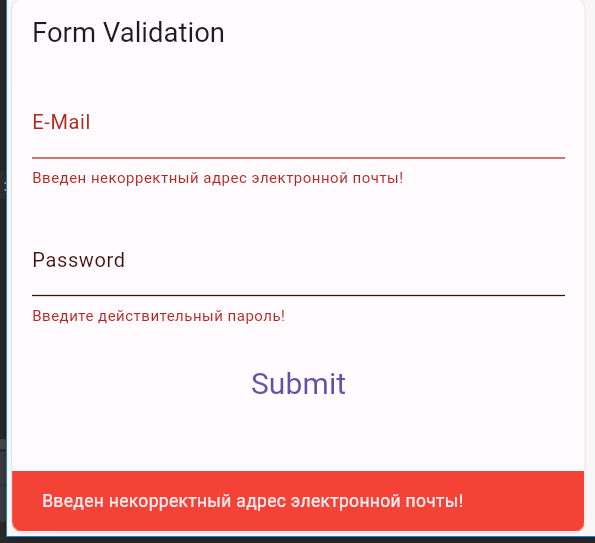 Form Validation
E-Mail
Введен некорректный адрес электронной почты!
Password
Введите действительный пароль!
Submit
Введен некорректный адрес электронной почты!